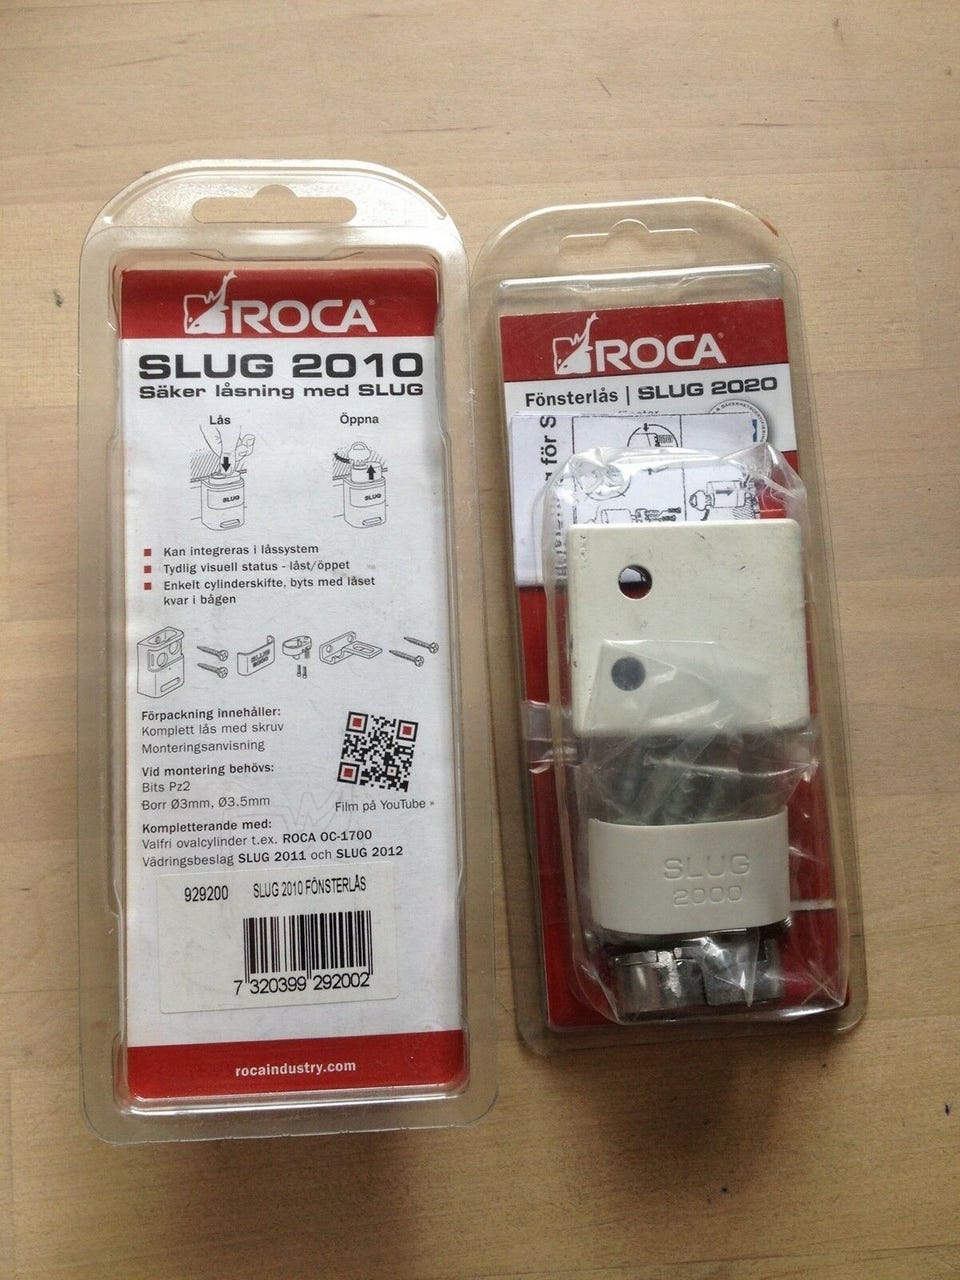 ROCA
SLUG 2010
Säker låsning med SLUG
Lås
Öppna
SLUG
SLUG
Kan integreras i låssystem
Tydlig visuell status - låst/öppet
Enkelt cylinderskifte, byts med låset
kvar i bågen
SLUG
2000
Förpackning innehåller:
Komplett lås med skruv
Monteringsanvisning
Vid montering behövs:
Bits Pz2
Borr Ø3mm, Ø3.5mm
Film på YouTube »
Kompletterande med:
Valfri ovalcylinder t.ex. ROCA OC-1700
Vädringsbeslag SLUG 2011 och SLUG 2012
929200 SLUG 2010 FÖNSTERLÅS
7 320399 292002
rocaindustry.com
ROCA
Fönsterlås | SLUG 2020
för S
SLUG
2000